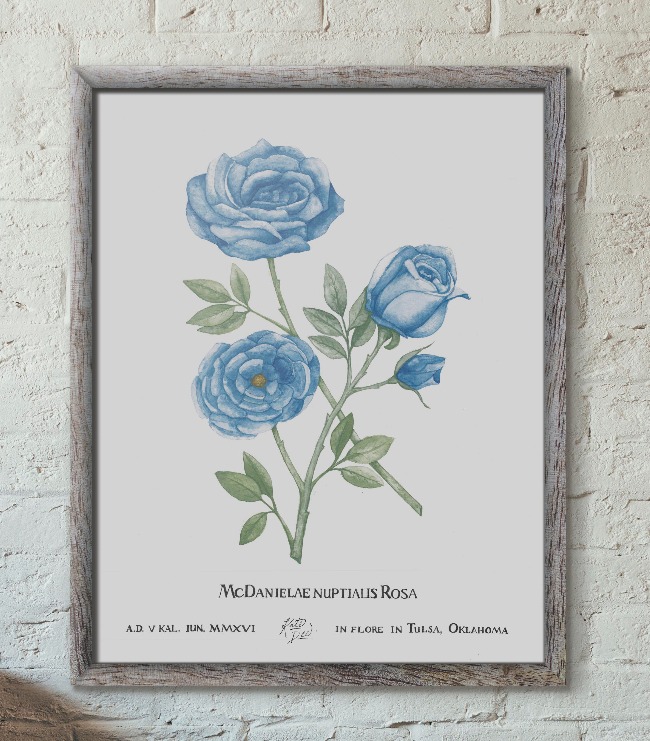 McDanielae nuptialis Rosa
A.D. V KAL. JUN. MMXVI IN FLORE IN TULSA, OKLAHOMA